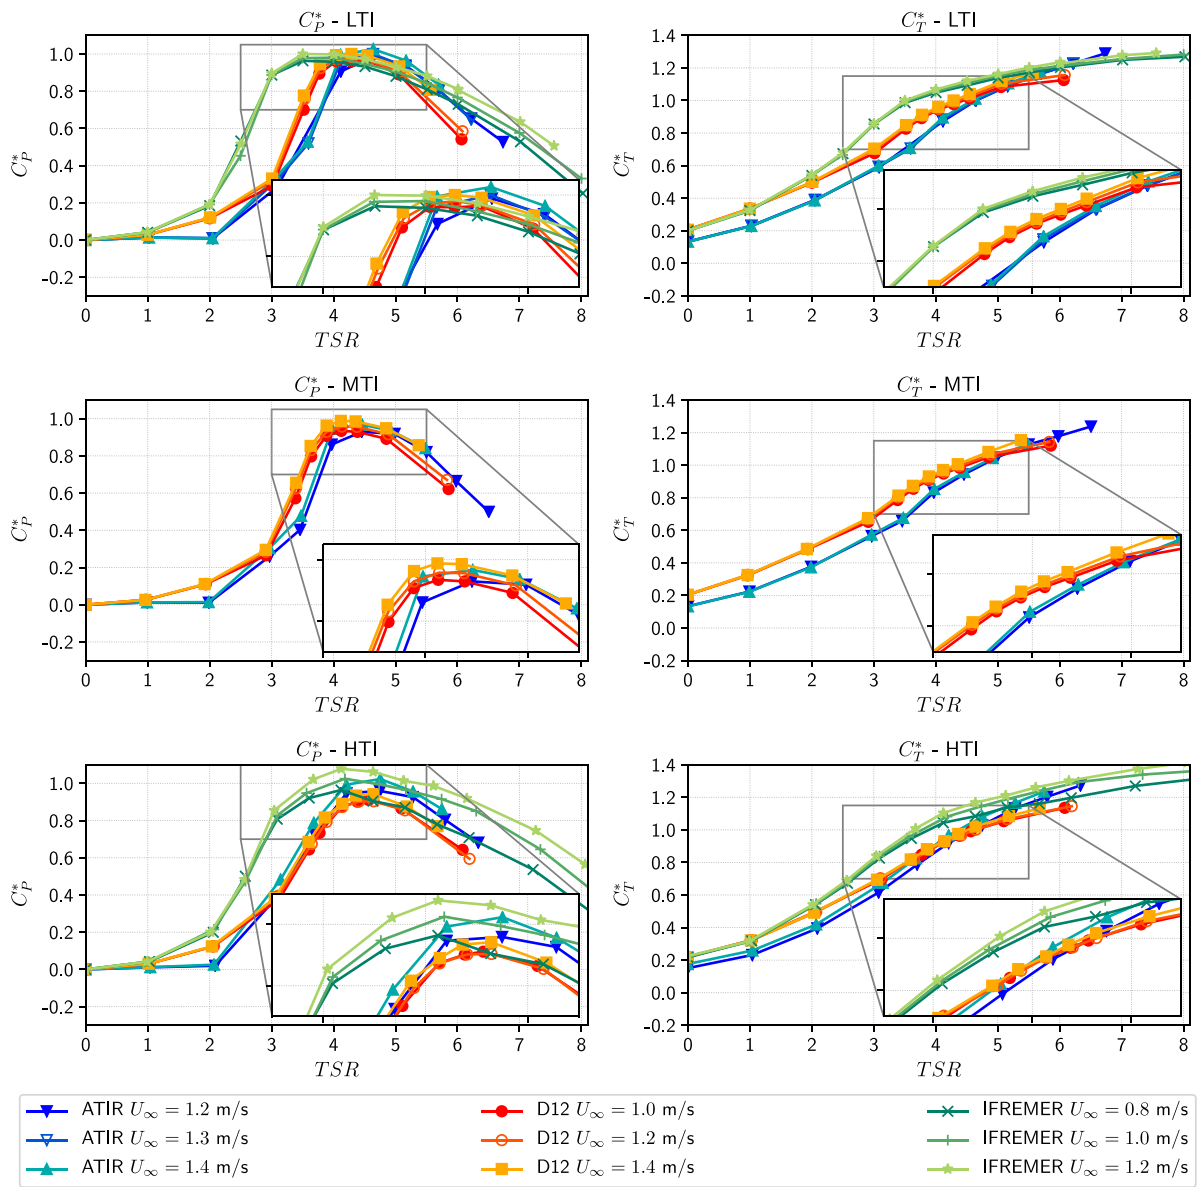 C*P - LTI
1.0
0.8
0.6
0.4
0.2
0.0
-0.2
C*P
0 1 2 3 4 5 6 7 8
TSR
C*T - LTI
1.4
1.2
1.0
0.8
0.6
0.4
0.2
0.0
-0.2
C*T
0 1 2 3 4 5 6 7 8
TSR
C*P - MTI
1.0
0.8
0.6
0.4
0.2
0.0
-0.2
C*P
0 1 2 3 4 5 6 7 8
TSR
C*T - MTI
1.4
1.2
1.0
0.8
0.6
0.4
0.2
0.0
-0.2
C*T
0 1 2 3 4 5 6 7 8
TSR
C*P - HTI
1.0
0.8
0.6
0.4
0.2
0.0
-0.2
C*P
0 1 2 3 4 5 6 7 8
TSR
C*T - HTI
1.4
1.2
1.0
0.8
0.6
0.4
0.2
0.0
-0.2
C*T
0 1 2 3 4 5 6 7 8
TSR
ATIR U∞ = 1.2 m/s
ATIR U∞ = 1.3 m/s
ATIR U∞ = 1.4 m/s
D12 U∞ = 1.0 m/s
D12 U∞ = 1.2 m/s
D12 U∞ = 1.4 m/s
IFREMER U∞ = 0.8 m/s
IFREMER U∞ = 1.0 m/s
IFREMER U∞ = 1.2 m/s